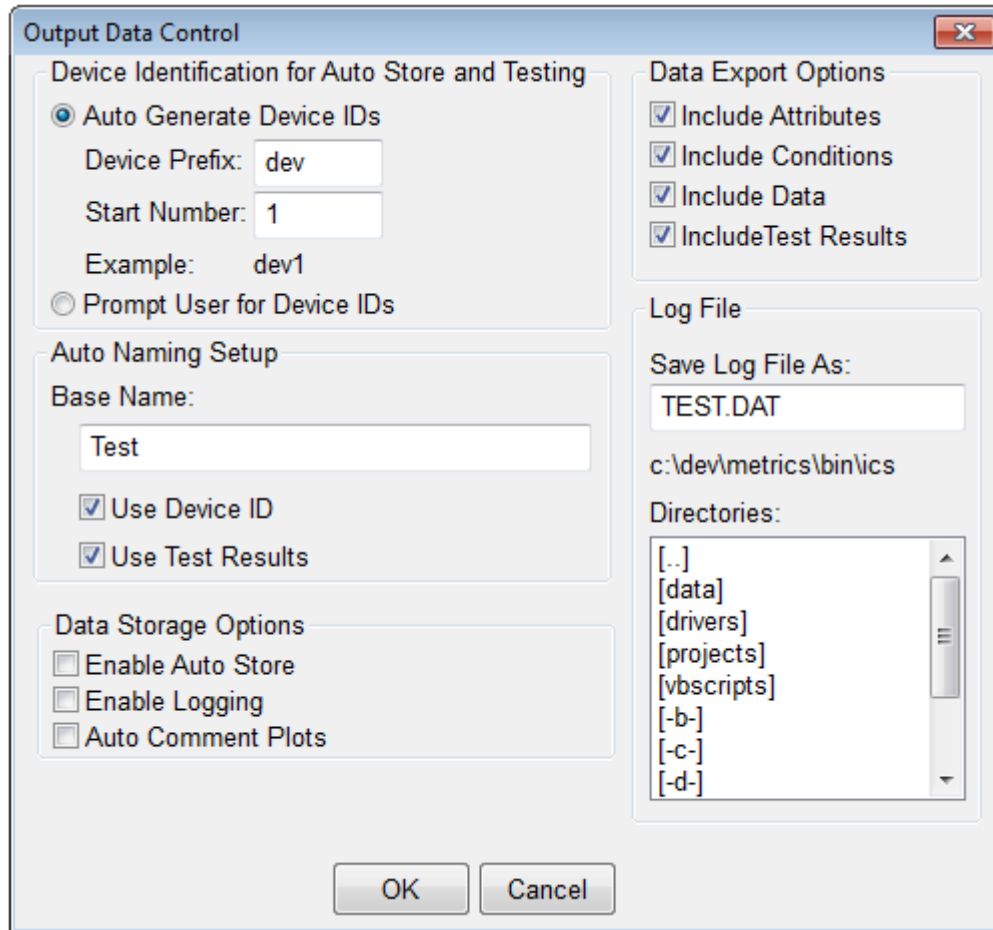 Output Data Control
Device Identification for Auto Store and Testing
Auto Generate Device IDs
Device Prefix: dev
Start Number: 1
Example: dev1
Prompt User for Device IDs
Auto Naming Setup
Base Name:
Test
Use Device ID
Use Test Results
Data Storage Options
Enable Auto Store
Enable Logging
Auto Comment Plots
Data Export Options
Include Attributes
Include Conditions
Include Data
IncludeTest Results
Log File
Save Log File As:
TEST.DAT
c:\dev\metrics\bin\ics
Directories:
[..]
[data]
[drivers]
[projects]
[vbscripts]
[-b-]
[-c-]
[-d-]
OK Cancel